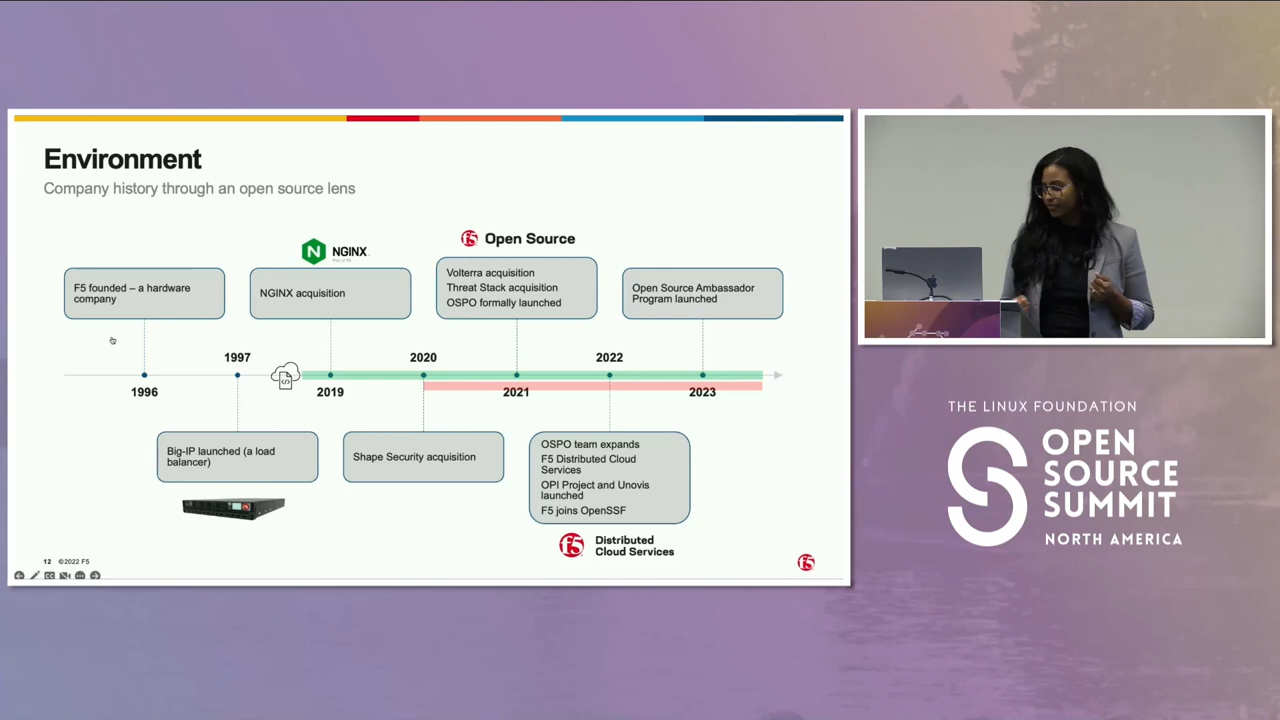 Environment
Company history through an open source lens
NGINX
f5 Open Source
F5 founded – a hardware
company
NGINX acquisition
Volterra acquisition
Threat Stack acquisition
OSPO formally launched
Open Source Ambassador
Program launched
1997
2020
2022
1996
2019
2021
2023
Big-IP launched (a load
balancer)
Shape Security acquisition
OSPO team expands
F5 Distributed Cloud
Services
OPI Project and Unovis
launched
F5 joins OpenSSF
f5 Distributed
Cloud Services
12 ©2022 F5
f5
THE LINUX FOUNDATION
OPEN
SOURCE
SUMMIT
NORTH AMERICA